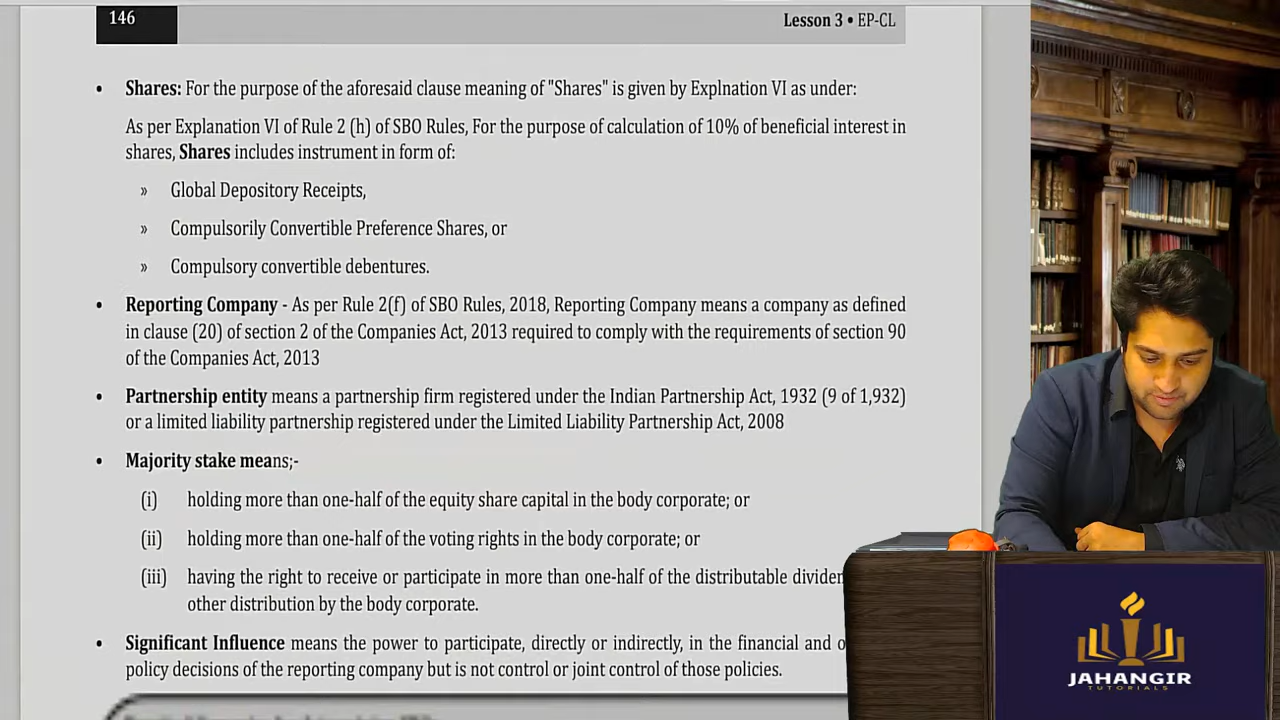 146
Lesson 3 • EP-CL
• Shares: For the purpose of the aforesaid clause meaning of "Shares" is given by Explnation VI as under:
As per Explanation VI of Rule 2 (h) of SBO Rules, For the purpose of calculation of 10% of beneficial interest in
shares, Shares includes instrument in form of:
» Global Depository Receipts,
» Compulsorily Convertible Preference Shares, or
» Compulsory convertible debentures.
• Reporting Company - As per Rule 2(f) of SBO Rules, 2018, Reporting Company means a company as defined
in clause (20) of section 2 of the Companies Act, 2013 required to comply with the requirements of section 90
of the Companies Act, 2013
• Partnership entity means a partnership firm registered under the Indian Partnership Act, 1932 (9 of 1,932)
or a limited liability partnership registered under the Limited Liability Partnership Act, 2008
• Majority stake means;-
(i) holding more than one-half of the equity share capital in the body corporate; or
(ii) holding more than one-half of the voting rights in the body corporate; or
(iii) having the right to receive or participate in more than one-half of the distributable
other distribution by the body corporate.
• Significant Influence means the power to participate, directly or indirectly, in the financial and
policy decisions of the reporting company but is not control or joint control of those policies.
JAHANGIR
TUTORIALS